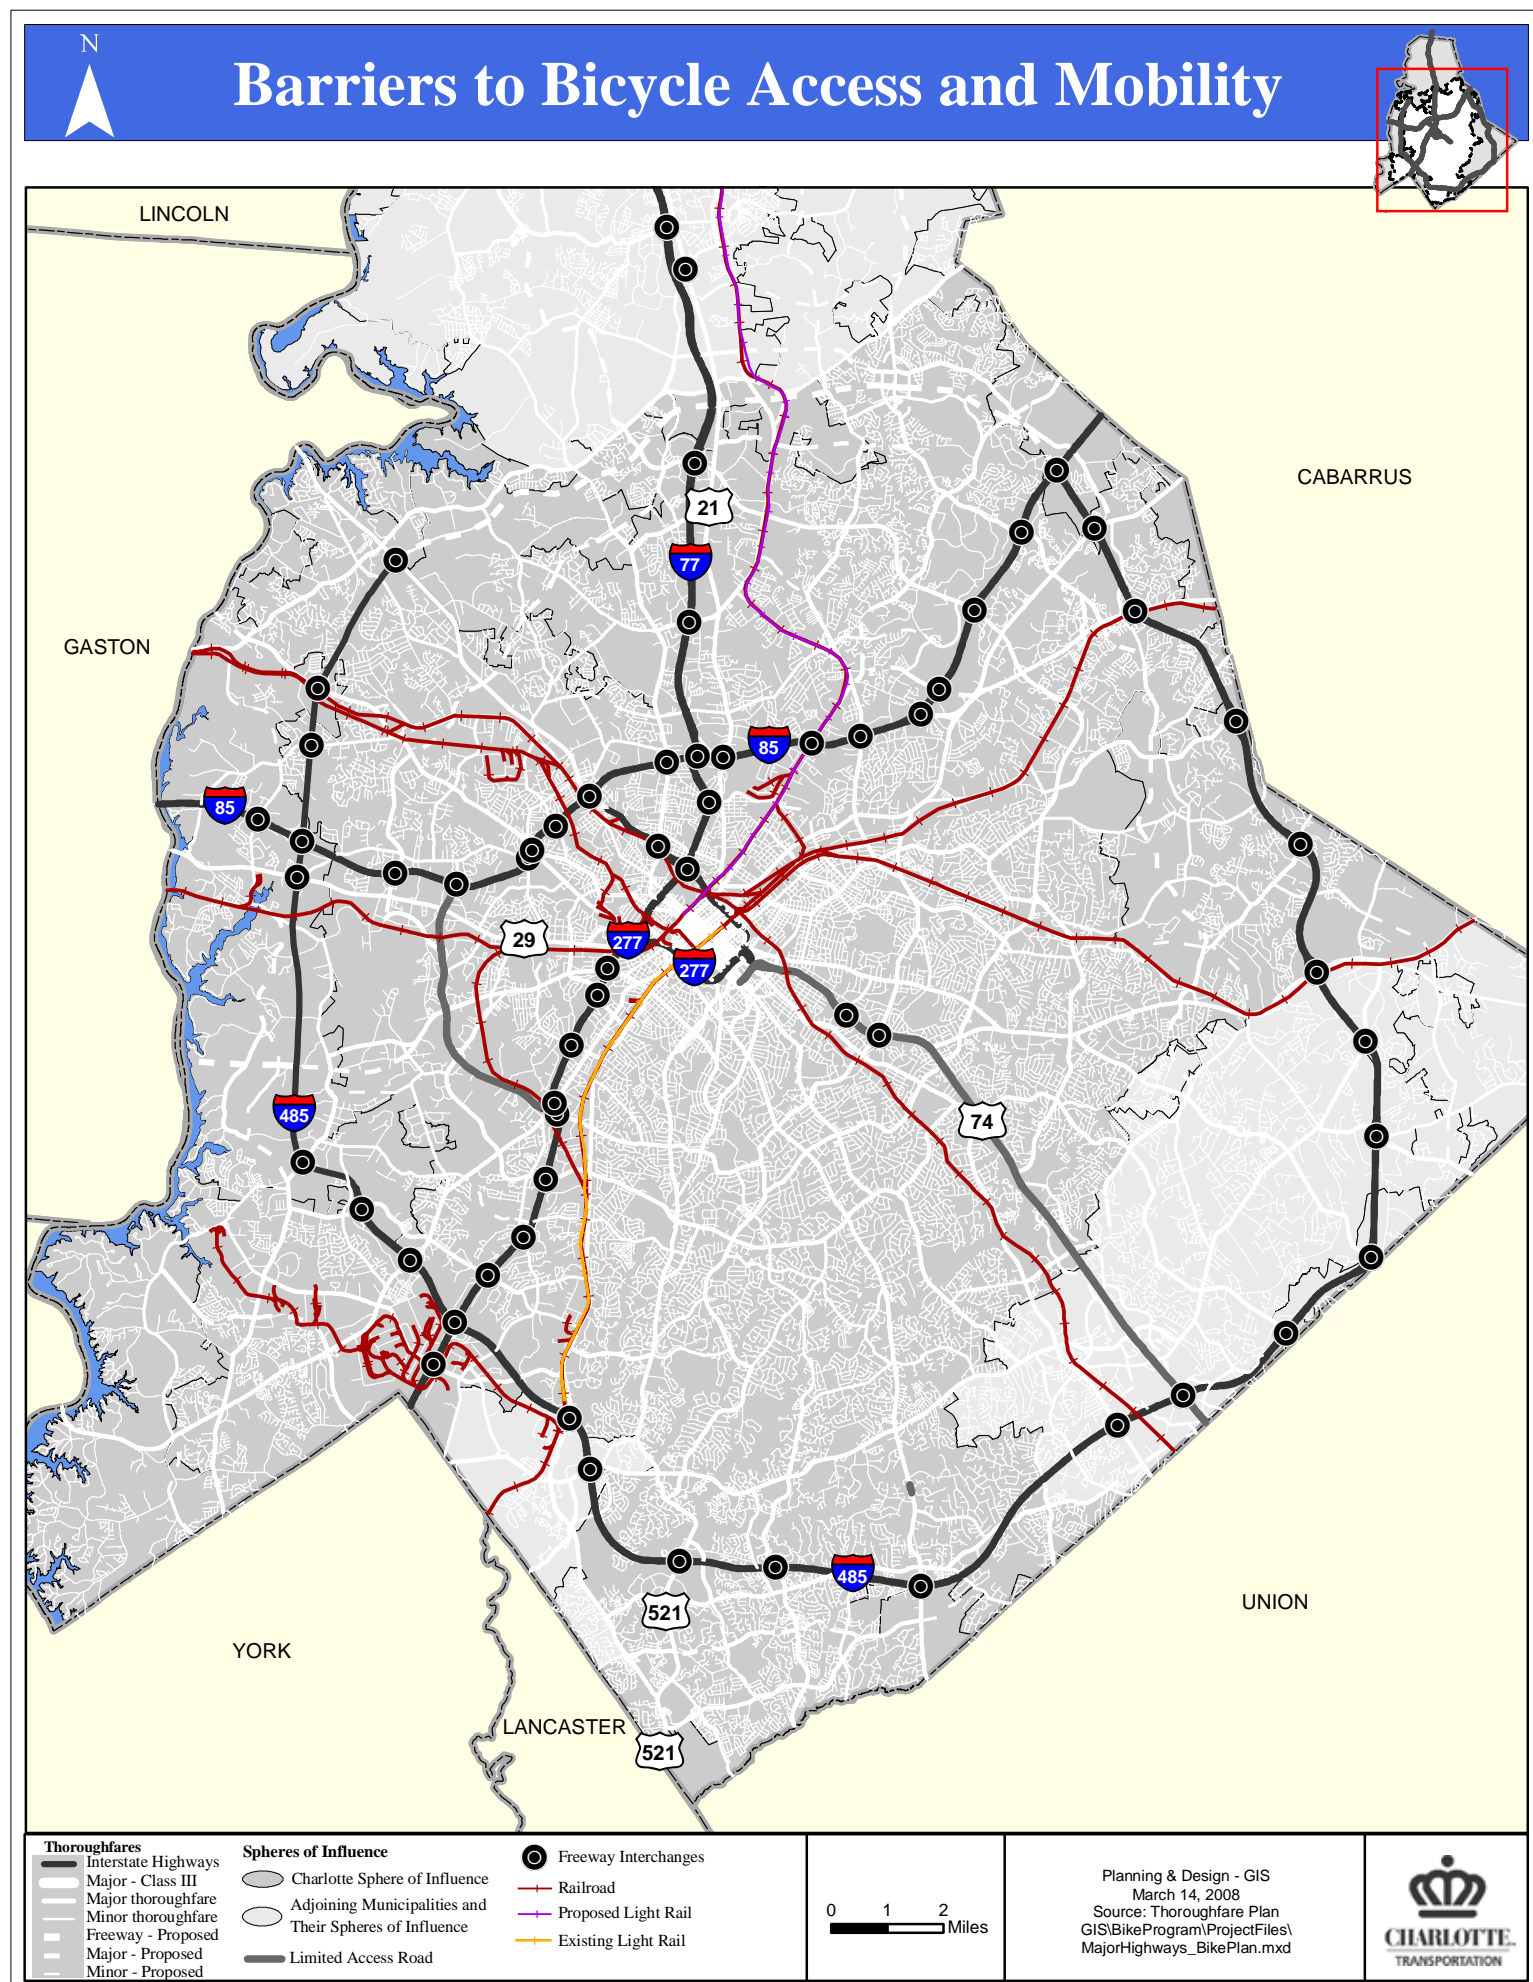 N
Barriers to Bicycle Access and Mobility
LINCOLN
CABARRUS
21
77
GASTON
85
85
29
277
277
74
485
485
521
UNION
YORK
LANCASTER
521
Thoroughfares
Interstate Highways
Major - Class III
Major thoroughfare
Minor thoroughfare
Freeway - Proposed
Major - Proposed
Minor - Proposed
Spheres of Influence
Charlotte Sphere of Influence
Adjoining Municipalities and
Their Spheres of Influence
Limited Access Road
Freeway Interchanges
Railroad
Proposed Light Rail
Existing Light Rail
0 1 2
Miles
Planning & Design - GIS
March 14, 2008
Source: Thoroughfare Plan
GIS\BikeProgram\ProjectFiles\
MajorHighways_BikePlan.mxd
CHARLOTTE
TRANSPORTATION